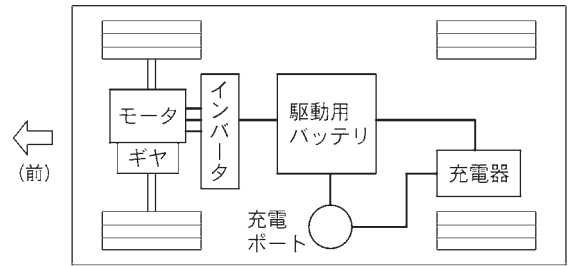 インバータ
モータ
駆動用
バッテリ
ギヤ
(前)
充電器
充電
ポート